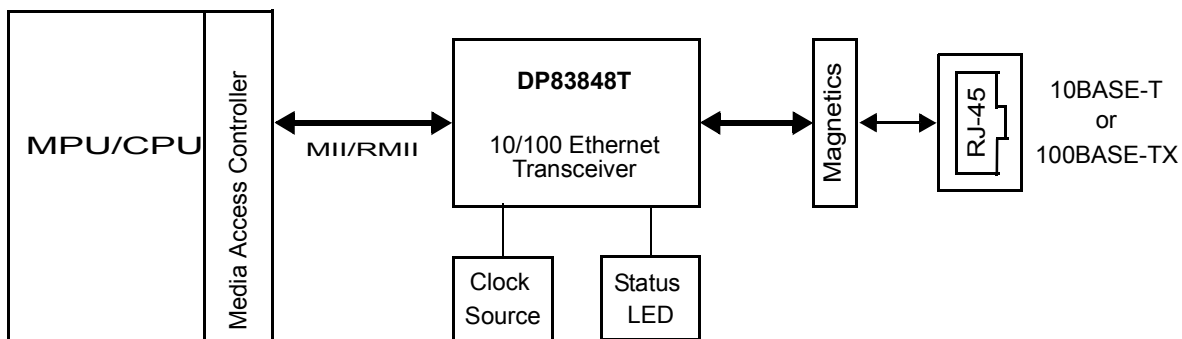 MPU/CPU
Media Access Controller
MII/RMII
DP83848T
10/100 Ethernet
Transceiver
Clock
Source
Status
LED
Magnetics
RJ-45
10BASE-T
or
100BASE-TX